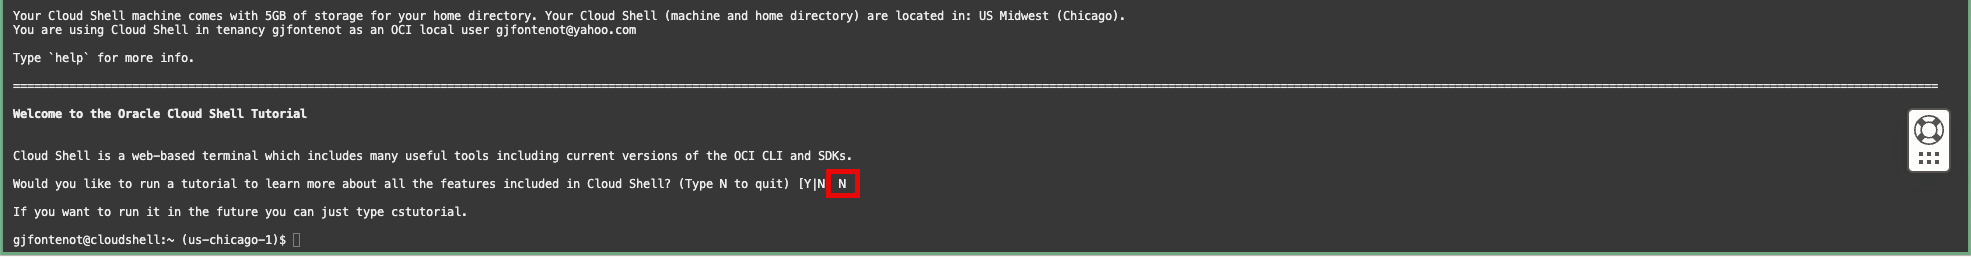 Your Cloud Shell machine comes with 5GB of storage for your home directory. Your Cloud Shell (machine and home directory) are located in: US Midwest (Chicago).
You are using Cloud Shell in tenancy gjfontenot as an OCI local user gjfontenot@yahoo.com
Type `help` for more info.
Welcome to the Oracle Cloud Shell Tutorial
Cloud Shell is a web-based terminal which includes many useful tools including current versions of the OCI CLI and SDKs.
Would you like to run a tutorial to learn more about all the features included in Cloud Shell? (Type N to quit) [Y|N N
If you want to run it in the future you can just type cstutorial.
gjfontenot@cloudshell:~ (us-chicago-1)$